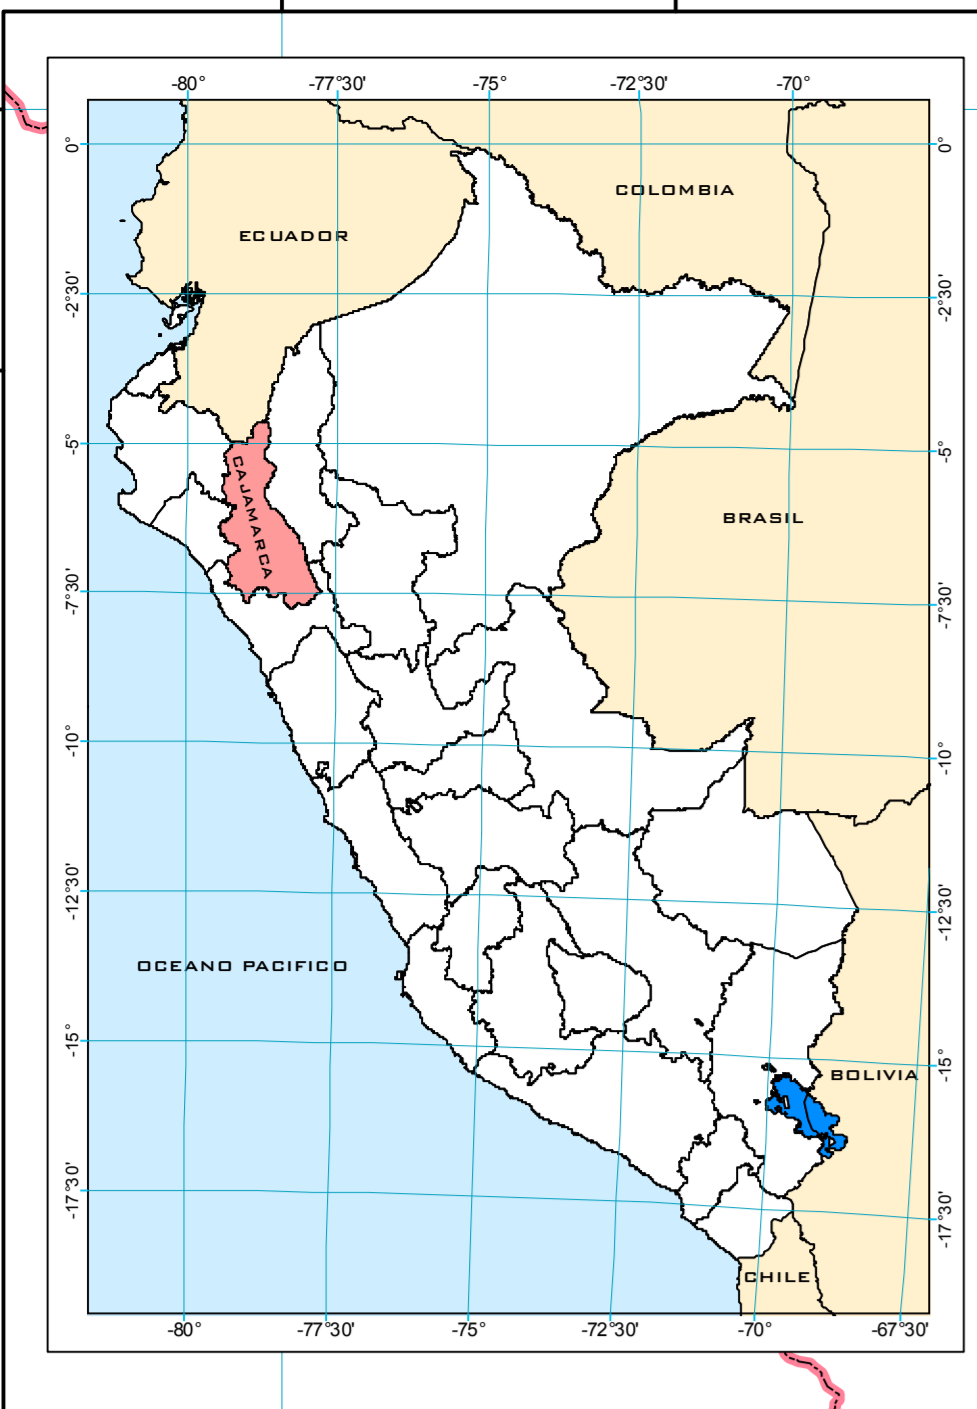 -80° -77°30' -75° -72°30' -70°
0° 0°
COLOMBIA
ECUADOR
-2°30' -2°30'
-5° -5°
CAJAMARCA
BRASIL
-7°30' -7°30'
-10° -10°
-12°30' -12°30'
OCEANO PACIFICO
-15° -15°
BOLIVIA
-17°30' -17°30'
CHILE
-80° -77°30' -75° -72°30' -70° -67°30'